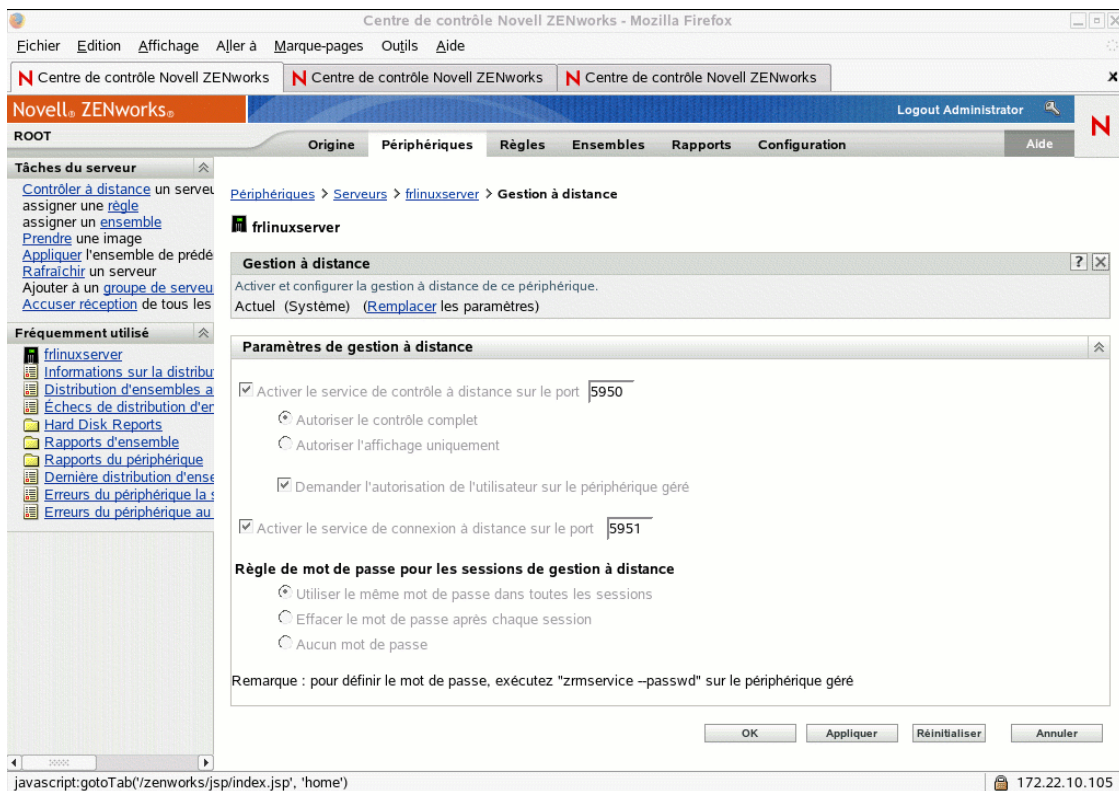 Centre de contrôle Novell ZENworks - Mozilla Firefox
Fichier Edition Affichage Aller à Marque-pages Outils Aide
N Centre de contrôle Novell ZENworks N Centre de contrôle Novell ZENworks N Centre de contrôle Novell ZENworks x
Novell® ZENworks® Logout Administrator N
ROOT Origine Périphériques Règles Ensembles Rapports Configuration Aide
Tâches du serveur
Contrôler à distance un serveu
assigner une règle
assigner un ensemble
Prendre une image
Appliquer l'ensemble de prédé
Rafraîchir un serveur
Ajouter à un groupe de serveu
Accuser réception de tous les
Fréquemment utilisé
frlinuxserver
Informations sur la distribu
Distribution d'ensembles a
Échecs de distribution d'er
Hard Disk Reports
Rapports d'ensemble
Rapports du périphérique
Dernière distribution d'ense
Erreurs du périphérique la s
Erreurs du périphérique au
Périphériques > Serveurs > frlinuxserver > Gestion à distance
frlinuxserver
Gestion à distance ? X
Activer et configurer la gestion à distance de ce périphérique.
Actuel (Système) (Remplacer les paramètres)
Paramètres de gestion à distance
Activer le service de contrôle à distance sur le port 5950
Autoriser le contrôle complet
Autoriser l'affichage uniquement
Demander l'autorisation de l'utilisateur sur le périphérique géré
Activer le service de connexion à distance sur le port 5951
Règle de mot de passe pour les sessions de gestion à distance
Utiliser le même mot de passe dans toutes les sessions
Effacer le mot de passe après chaque session
Aucun mot de passe
Remarque : pour définir le mot de passe, exécutez "zrmservice --passwd" sur le périphérique géré
OK Appliquer Réinitialiser Annuler
javascript:gotoTab('/zenworks/jsp/index.jsp', 'home') 172.22.10.105